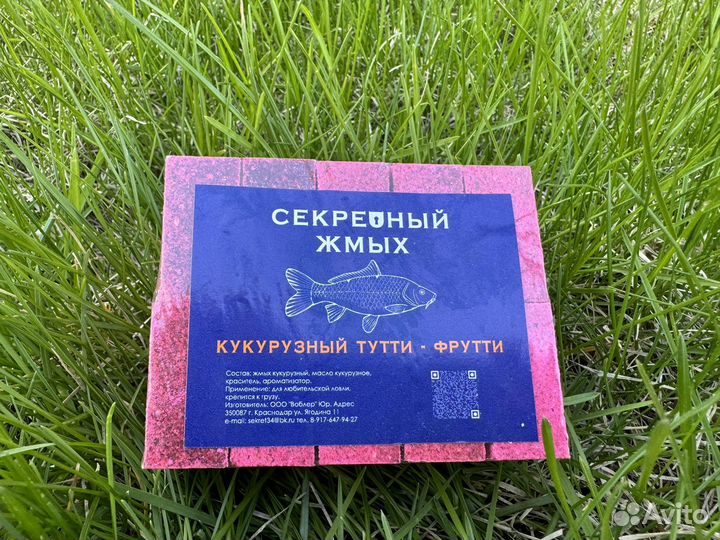 СЕКРЕТНЫЙ
ЖМЫХ
КУКУРУЗНЫЙ ТУТТИ - ФРУТТИ
Состав: жмых кукурузный, масло кукурузное,
краситель, ароматизатор.
Применение: для любительской ловли,
крепится к грузу.
Изготовитель: ООО "Воблер" Юр. Адрес
350087 г. Краснодар ул. Ягодина 11
e-mail: sekret34@bk.ru тел. 8-917-647-94-27
Avito